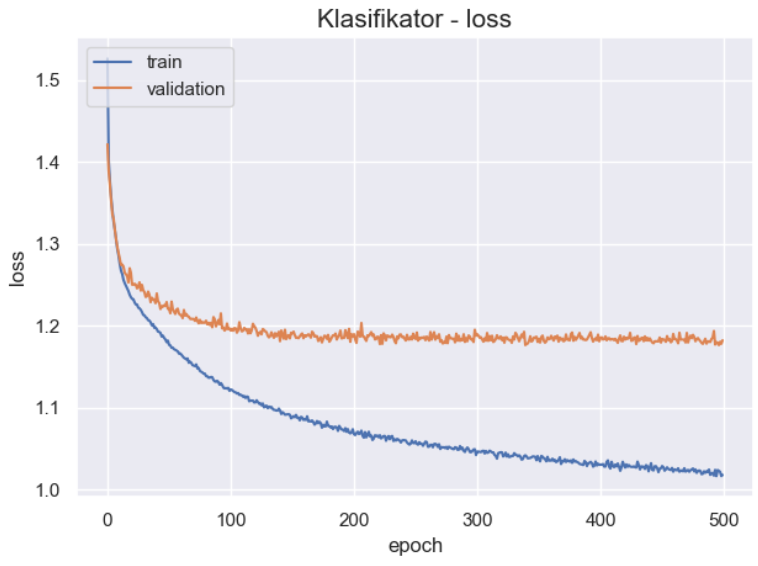 Klasifikator - loss
train
validation
1.5
1.4
1.3
1.2
1.1
1.0
loss
0 100 200 300 400 500
epoch